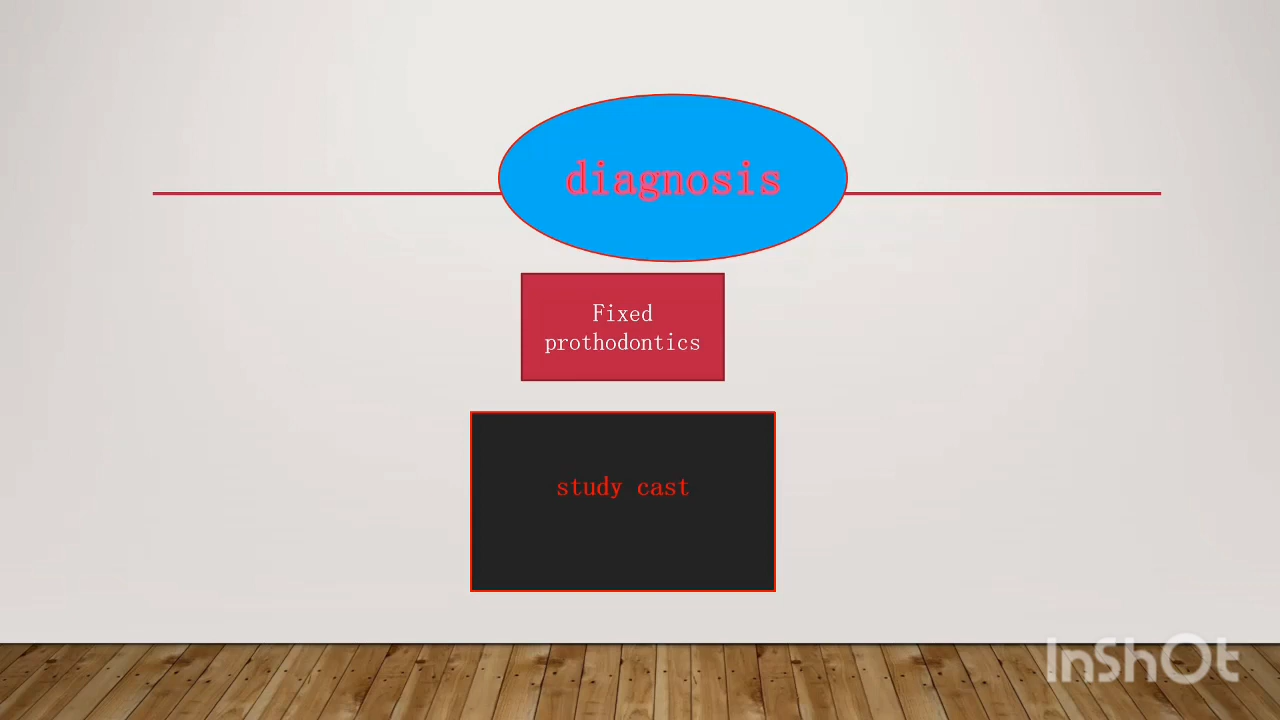 diagnosis
Fixed
prothodontics
study cast
InShOt